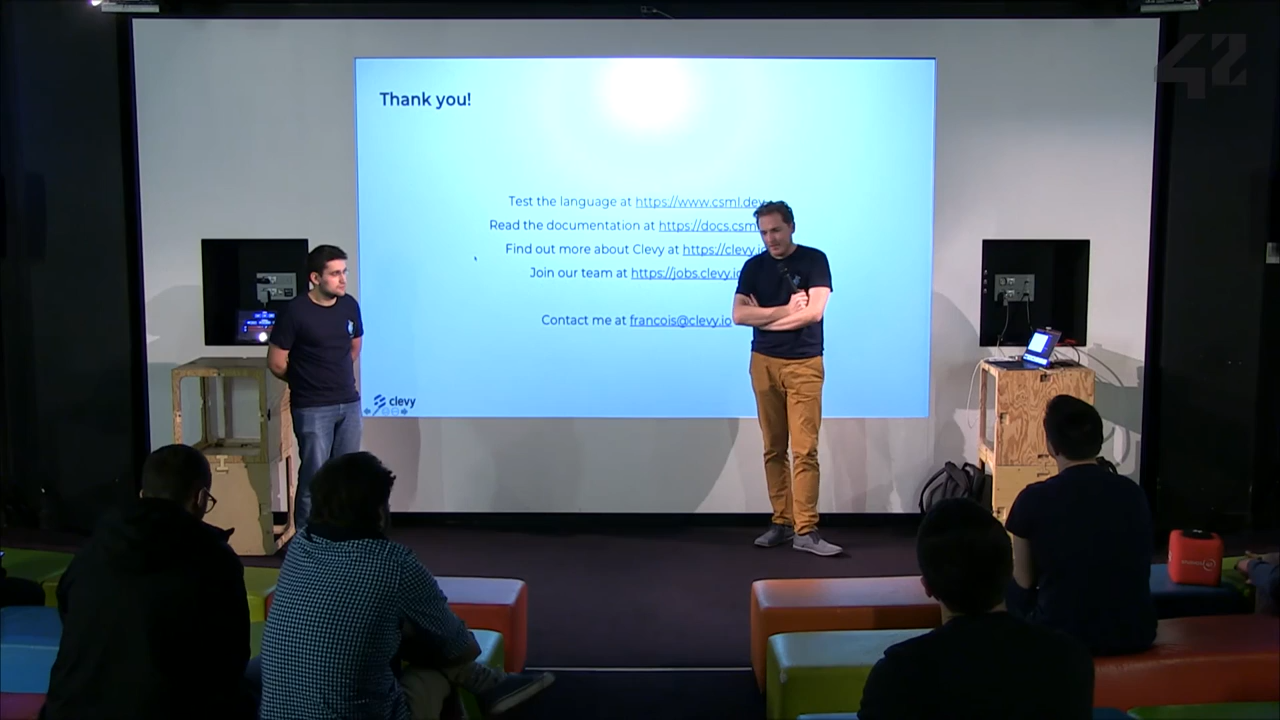 42
Thank you!
Test the language at https://www.csml.dev
Read the documentation at https://docs.csm
Find out more about Clevy at https://clevy.io
Join our team at https://jobs.clevy.io
Contact me at francois@clevy.io
clevy